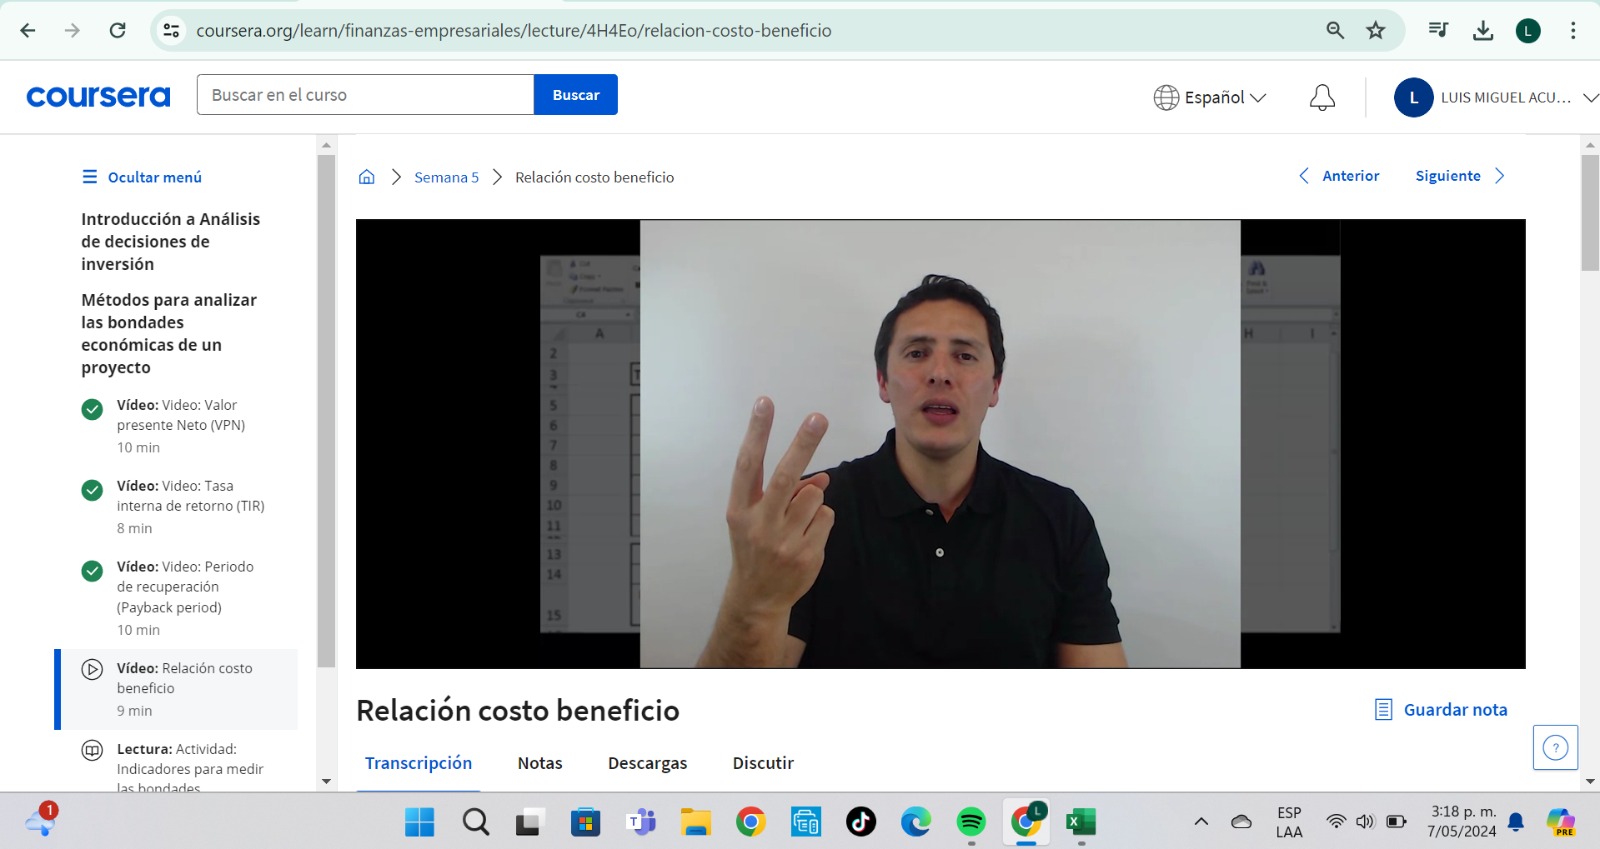 coursera.org/learn/finanzas-empresariales/lecture/4H4Eo/relacion-costo-beneficio
L
coursera
Buscar en el curso
Buscar
Español
L
LUIS MIGUEL ACU...
Ocultar menú
Introducción a Análisis
de decisiones de
inversión
Métodos para analizar
las bondades
económicas de un
proyecto
Vídeo: Video: Valor
presente Neto (VPN)
10 min
Vídeo: Video: Tasa
interna de retorno (TIR)
8 min
Vídeo: Video: Periodo
de recuperación
(Payback period)
10 min
Vídeo: Relación costo
beneficio
9 min
Lectura: Actividad:
Indicadores para medir
las bondades
Semana 5
Relación costo beneficio
Anterior
Siguiente
A
H
I
2
3
5
6
7
8
9
10
11
13
14
15
Relación costo beneficio
Guardar nota
Transcripción
Notas
Descargas
Discutir
?
1
T
L
X
ESP
LAA
3:18 p. m.
7/05/2024
PRE